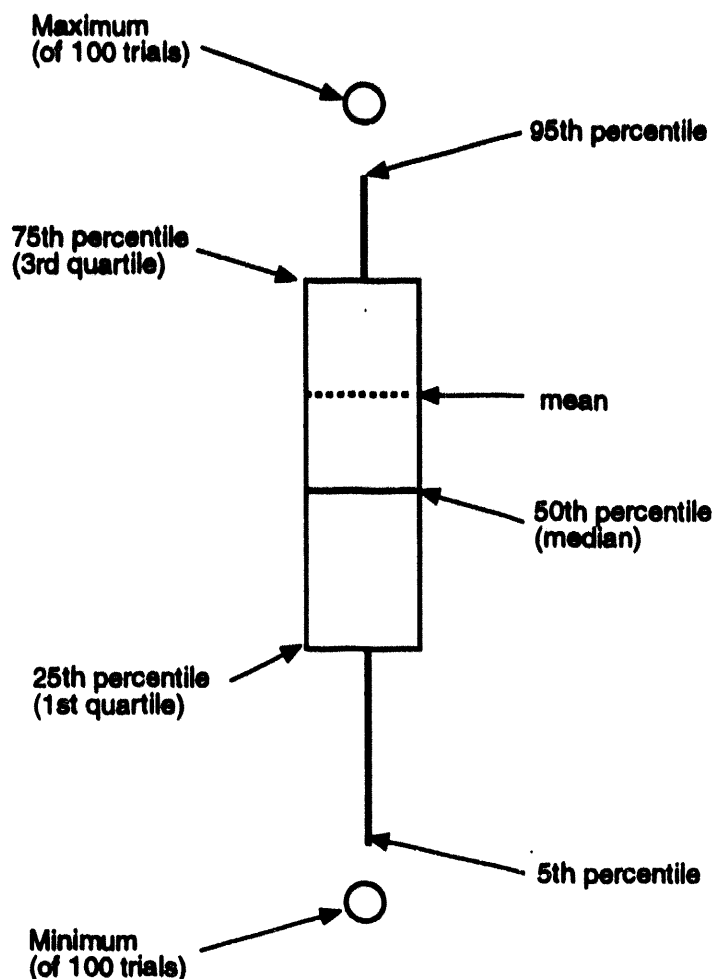 Maximum
(of 100 trials)
95th percentile
75th percentile
(3rd quartile)
mean
50th percentile
(median)
25th percentile
(1st quartile)
5th percentile
Minimum
(of 100 trials)